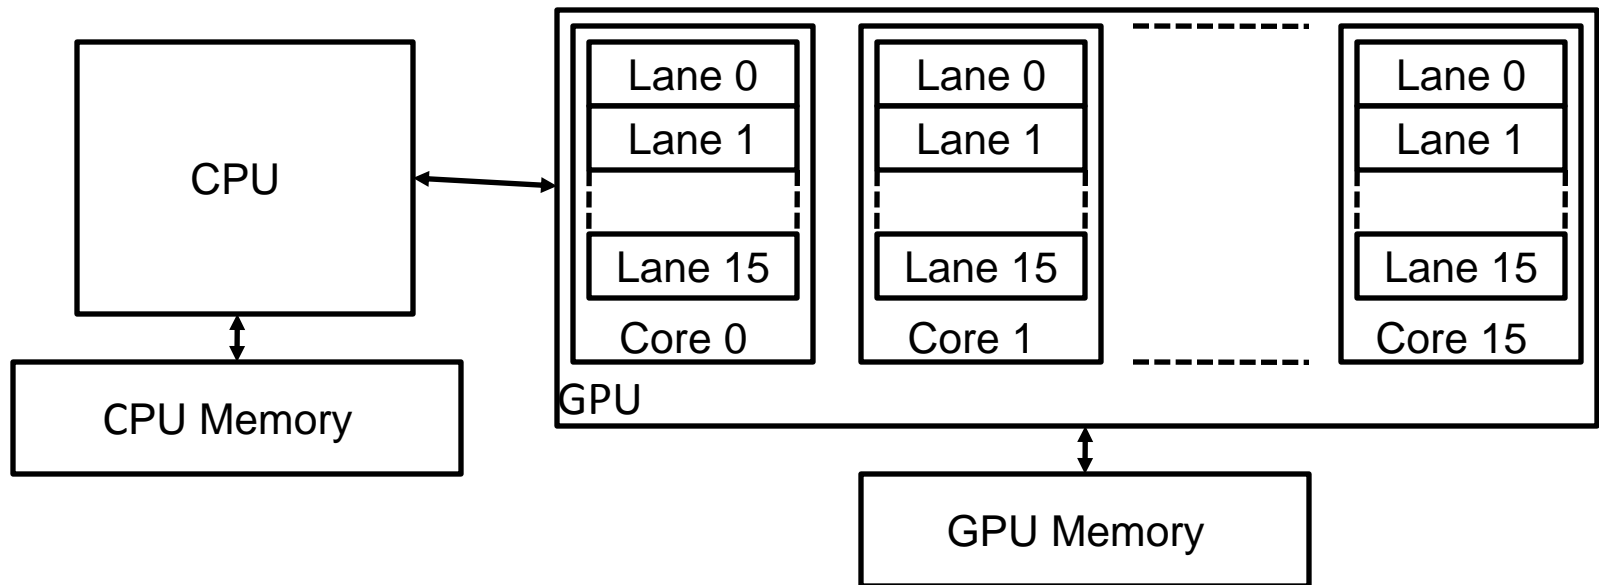 CPU
CPU Memory
Lane 0
Lane 1
Lane 15
Core 0
Lane 0
Lane 1
Lane 15
Core 1
Lane 0
Lane 1
Lane 15
Core 15
GPU
GPU Memory